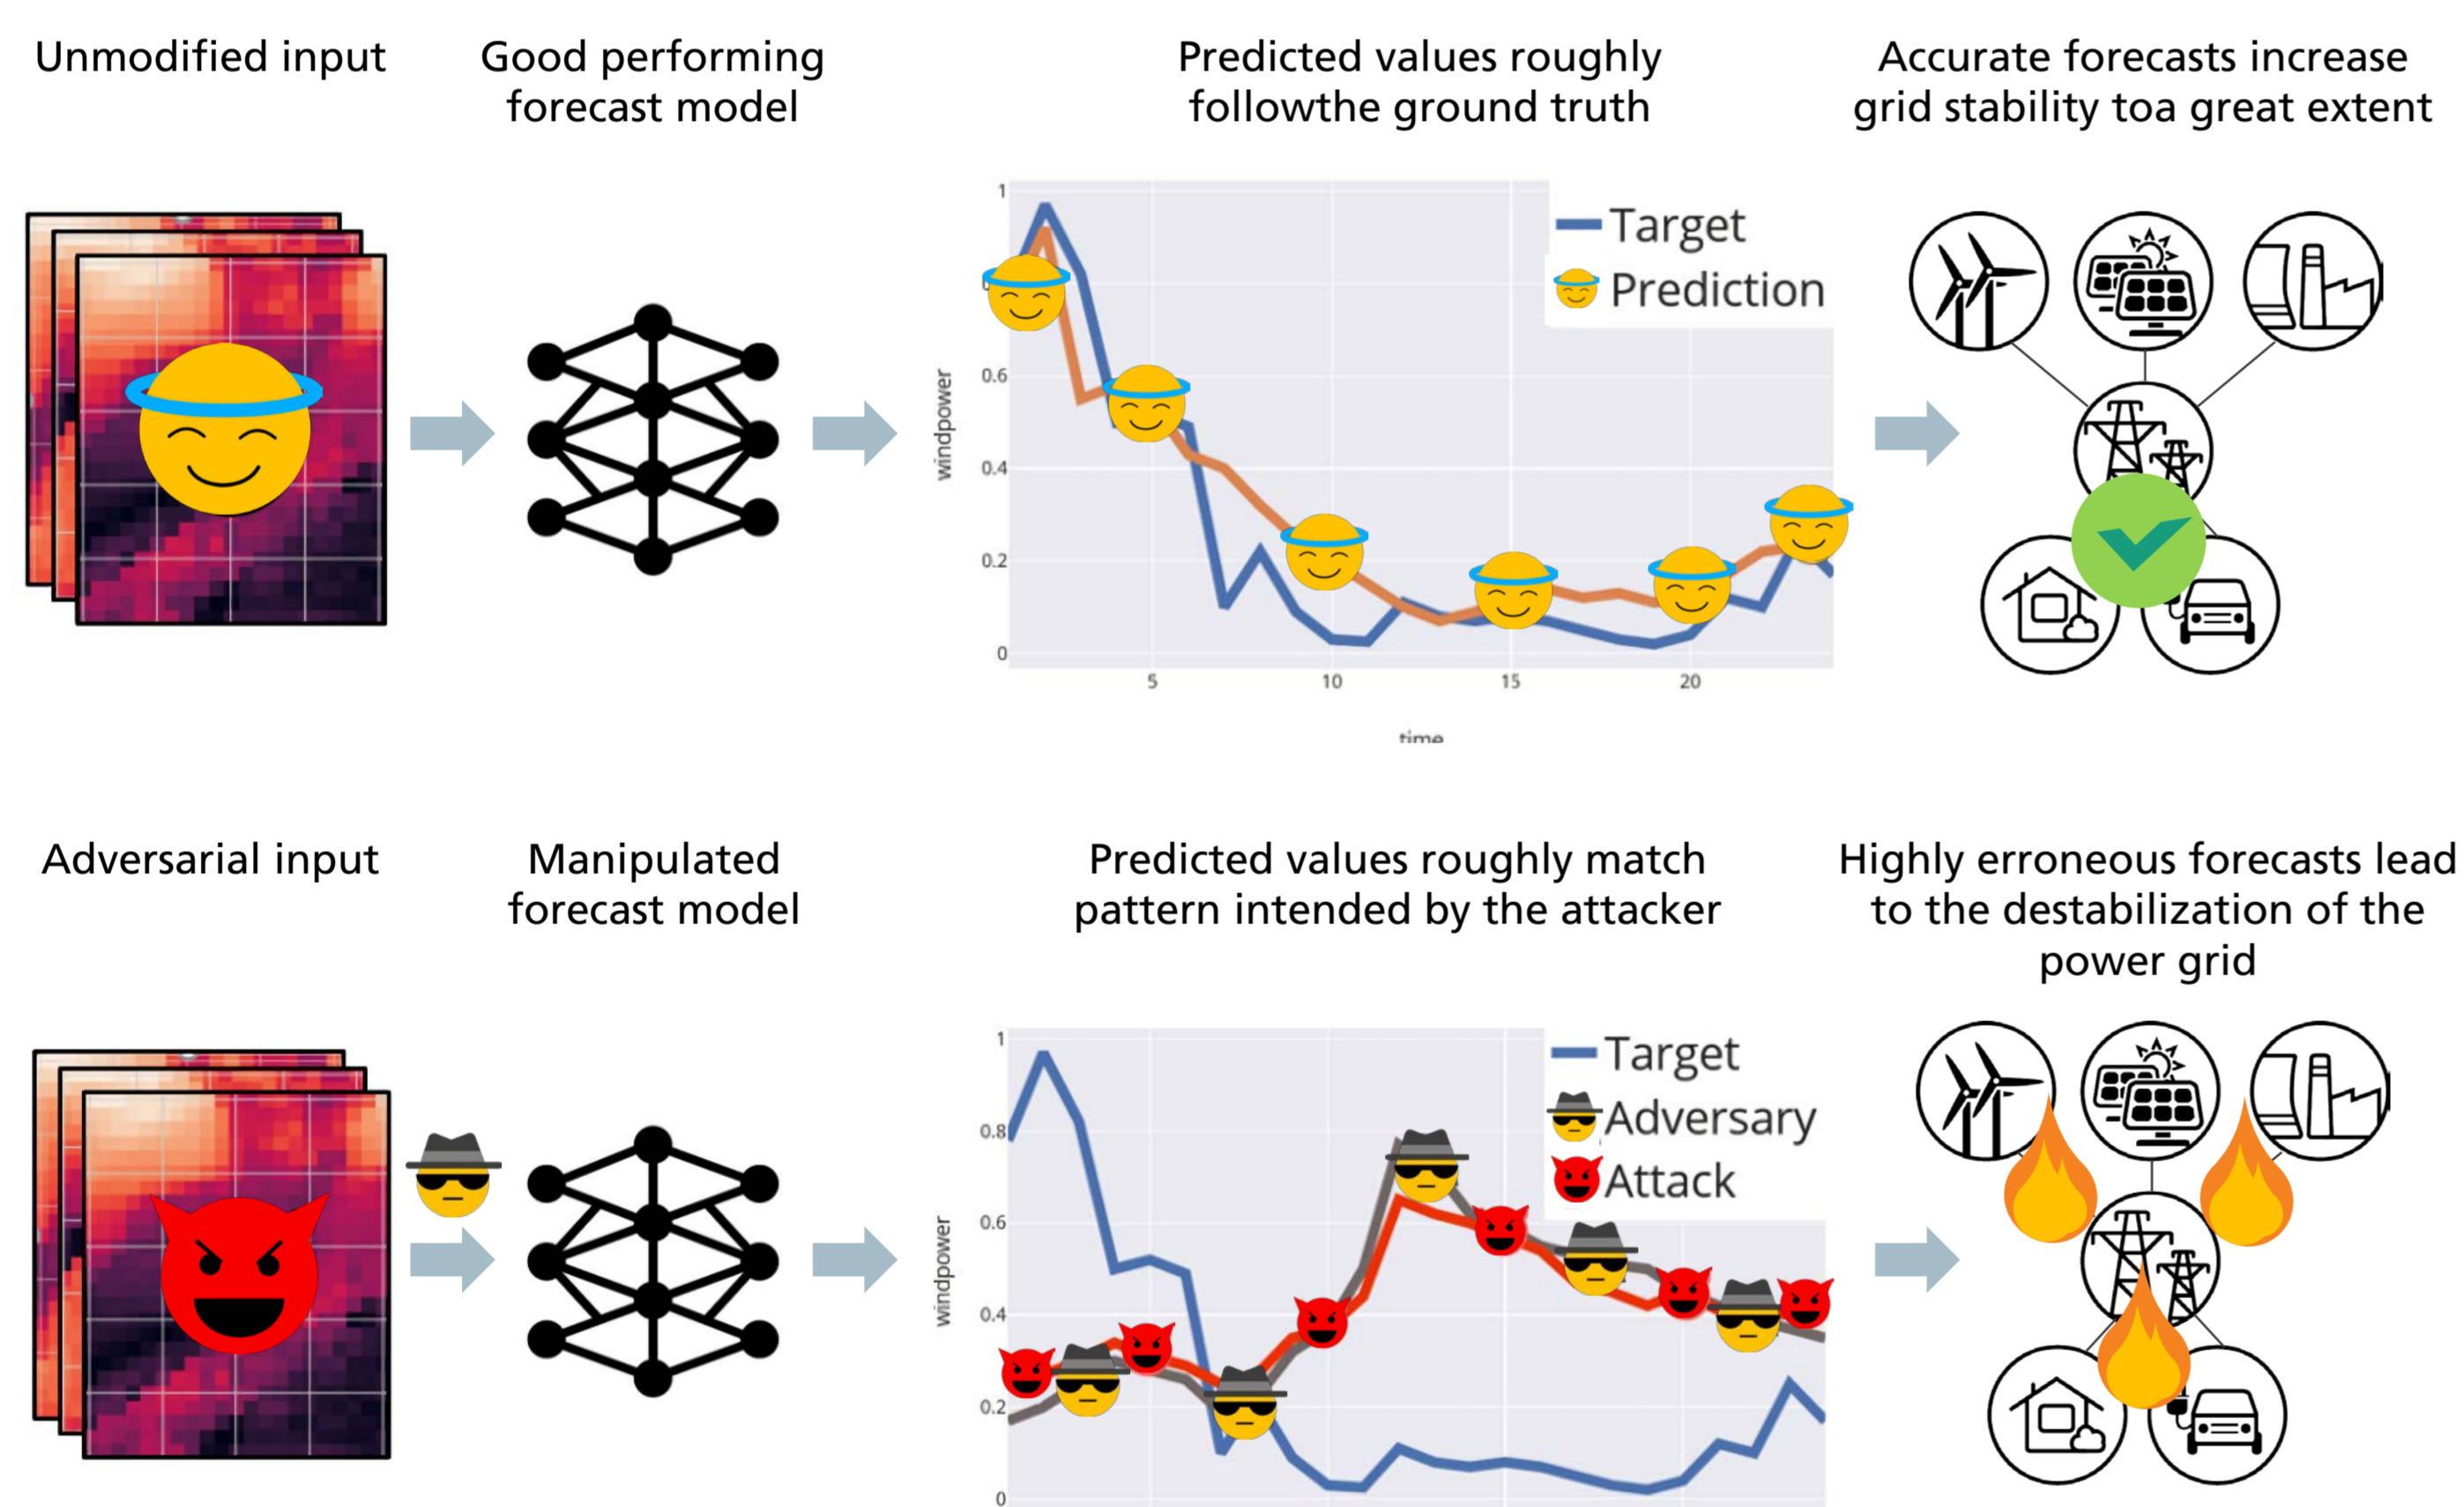 Unmodified input
Good performing
forecast model
Predicted values roughly
followthe ground truth
Accurate forecasts increase
grid stability toa great extent
1
0.6
0.4
0.2
0
windpower
Target
Prediction
5
10
15
20
time
Adversarial input
Manipulated
forecast model
Predicted values roughly match
pattern intended by the attacker
Highly erroneous forecasts lead
to the destabilization of the
power grid
1
0.8
0.6
0.4
0.2
0
windpower
Target
Adversary
Attack